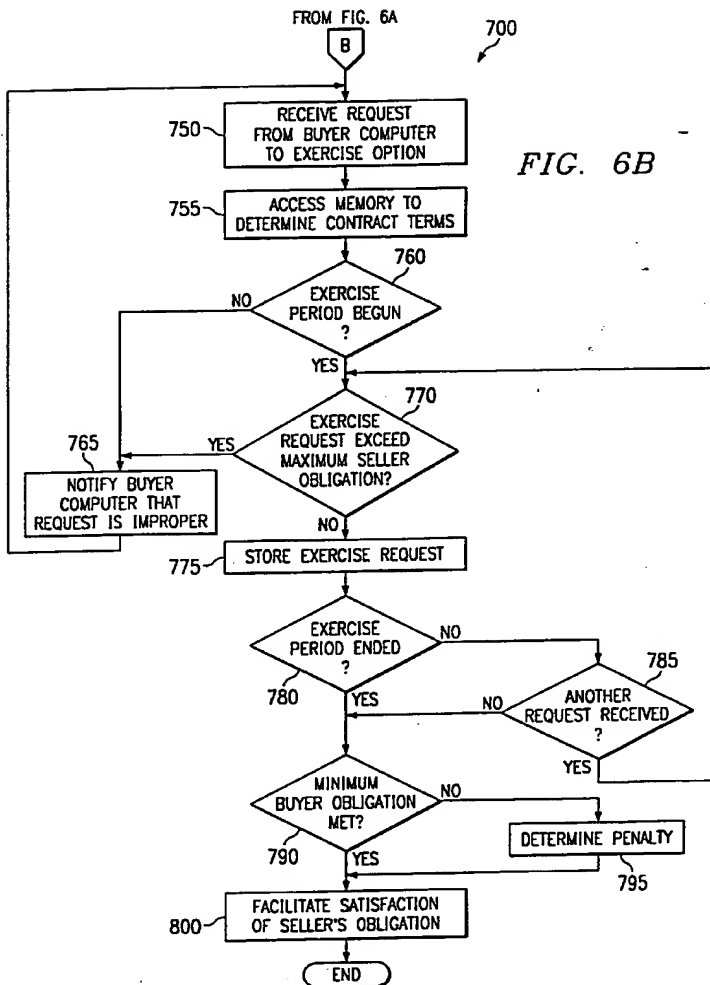 FROM FIG. 6A
B
700
750
RECEIVE REQUEST
FROM BUYER COMPUTER
TO EXERCISE OPTION
FIG. 6B
755
ACCESS MEMORY TO
DETERMINE CONTRACT TERMS
760
NO
EXERCISE
PERIOD BEGUN
?
YES
770
765
YES
EXERCISE
REQUEST EXCEED
MAXIMUM SELLER
OBLIGATION?
NOTIFY BUYER
COMPUTER THAT
REQUEST IS IMPROPER
NO
775
STORE EXERCISE REQUEST
EXERCISE
PERIOD ENDED
?
NO
780
YES
785
NO
ANOTHER
REQUEST RECEIVED
?
YES
MINIMUM
BUYER OBLIGATION
MET?
NO
790
YES
DETERMINE PENALTY
795
800
FACILITATE SATISFACTION
OF SELLER'S OBLIGATION
END